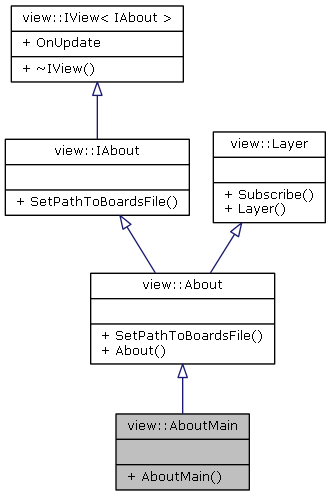 view::IView< IAbout >
+ OnUpdate
+ ~IView()
view::IAbout
+ SetPathToBoardsFile()
view::Layer
+ Subscribe()
+ Layer()
view::About
+ SetPathToBoardsFile()
+ About()
view::AboutMain
+ AboutMain()